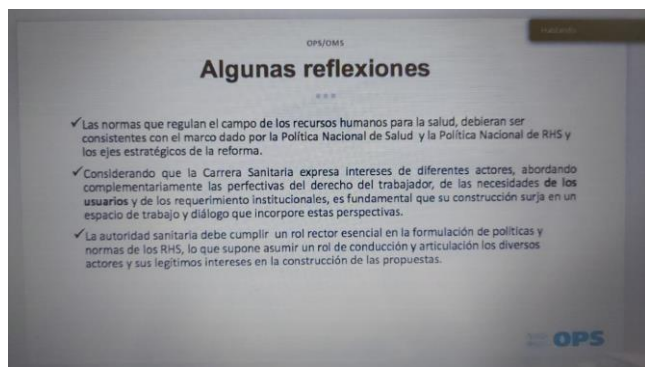 OPS/OMS
Algunas reflexiones
✓Las normas que regulan el campo de los recursos humanos para la salud, debieran ser
consistentes con el marco dado por la Política Nacional de Salud y la Política Nacional de RHS y
los ejes estratégicos de la reforma.
✓Considerando que la Carrera Sanitaria expresa intereses de diferentes actores, abordando
complementariamente las perfectivas del derecho del trabajador, de las necesidades de los
usuarios y de los requerimiento institucionales, es fundamental que su construcción surja en un
espacio de trabajo y diálogo que incorpore estas perspectivas.
✓La autoridad sanitaria debe cumplir un rol rector esencial en la formulación de políticas y
normas de los RHS, lo que supone asumir un rol de conducción y articulación los diversos
actores y sus legítimos intereses en la construcción de las propuestas.
OPS